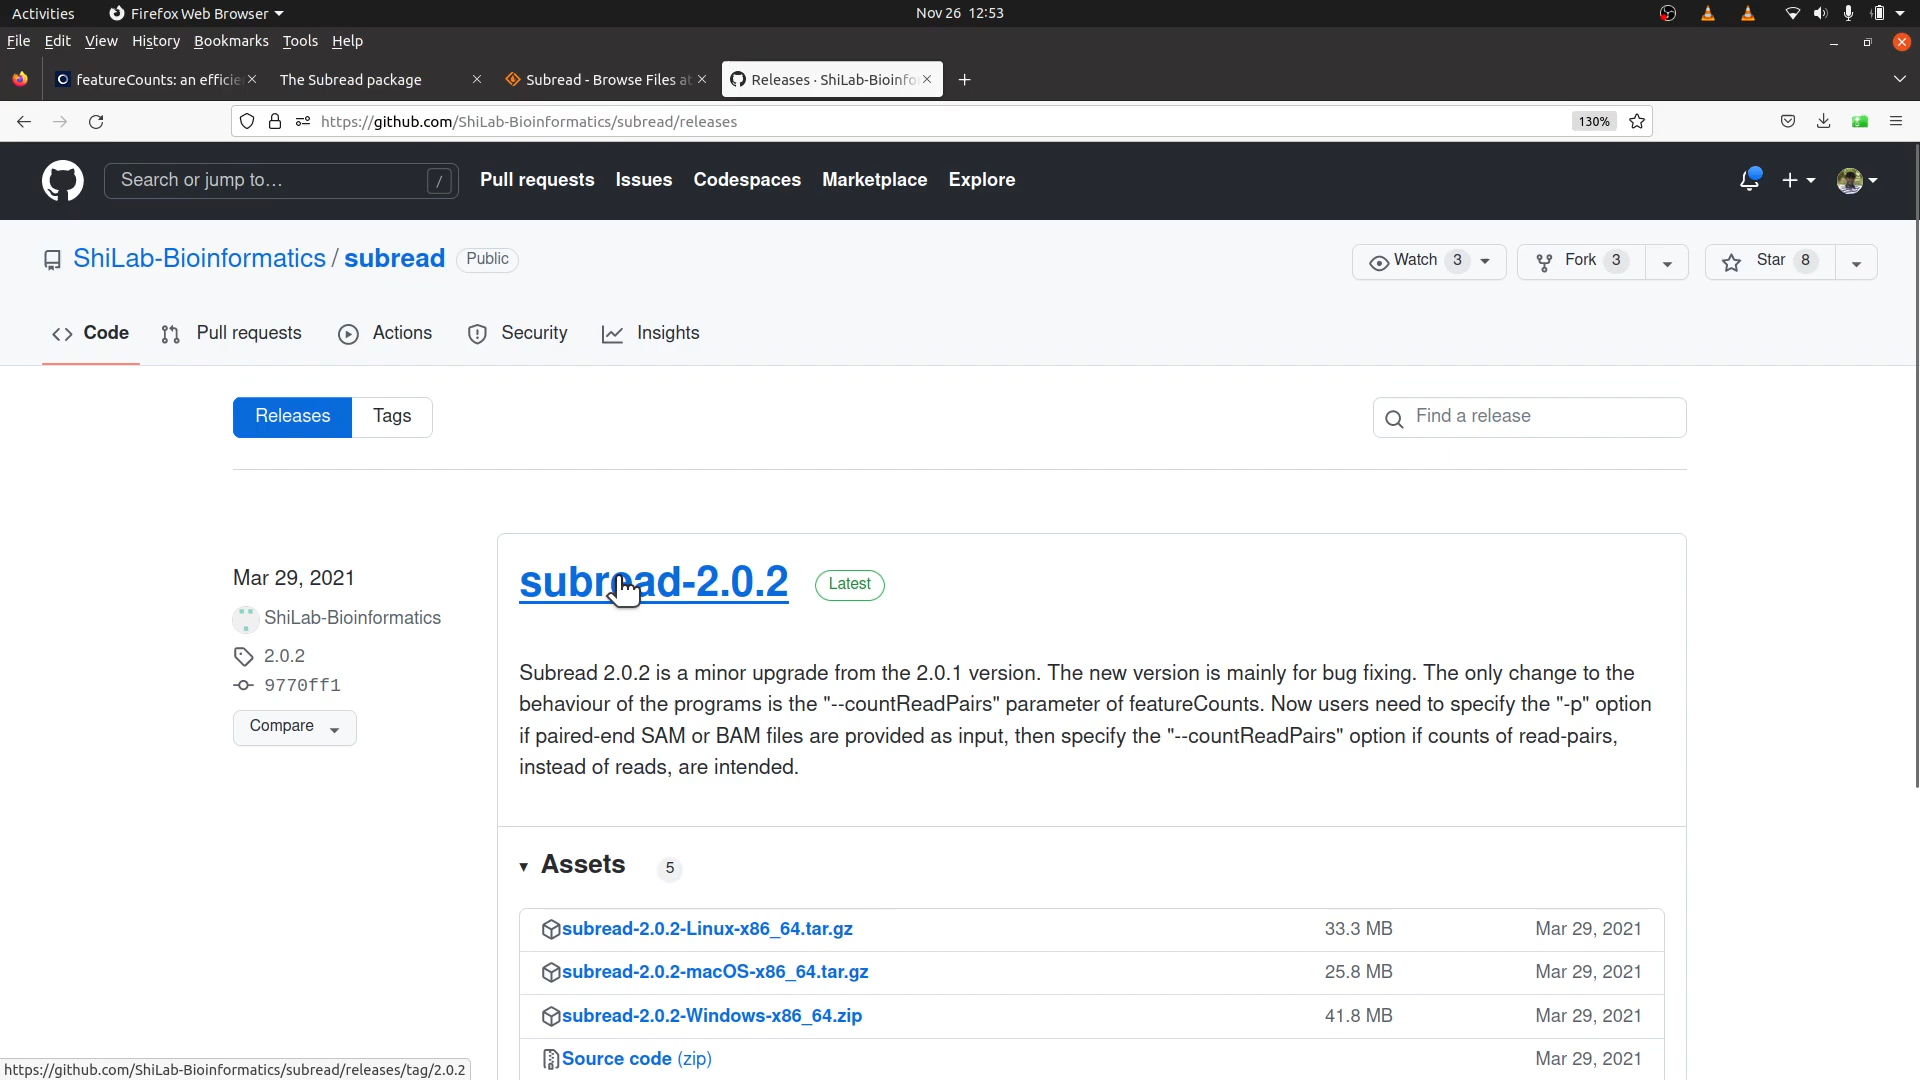 Activities Firefox Web Browser Nov 26 12:53
File Edit View History Bookmarks Tools Help
featureCounts: an efficie The Subread package Subread - Browse Files at Releases · ShiLab-Bioinfo
https://github.com/ShiLab-Bioinformatics/subread/releases 130%
Search or jump to… / Pull requests Issues Codespaces Marketplace Explore
ShiLab-Bioinformatics / subread Public Watch 3 Fork 3 Star 8
Code Pull requests Actions Security Insights
Releases Tags Find a release
subread-2.0.2 Latest
Mar 29, 2021
ShiLab-Bioinformatics
2.0.2
9770ff1
Compare
Subread 2.0.2 is a minor upgrade from the 2.0.1 version. The new version is mainly for bug fixing. The only change to the
behaviour of the programs is the "--countReadPairs" parameter of featureCounts. Now users need to specify the "-p" option
if paired-end SAM or BAM files are provided as input, then specify the "--countReadPairs" option if counts of read-pairs,
instead of reads, are intended.
Assets 5
subread-2.0.2-Linux-x86_64.tar.gz 33.3 MB Mar 29, 2021
subread-2.0.2-macOS-x86_64.tar.gz 25.8 MB Mar 29, 2021
subread-2.0.2-Windows-x86_64.zip 41.8 MB Mar 29, 2021
Source code (zip) Mar 29, 2021
https://github.com/ShiLab-Bioinformatics/subread/releases/tag/2.0.2